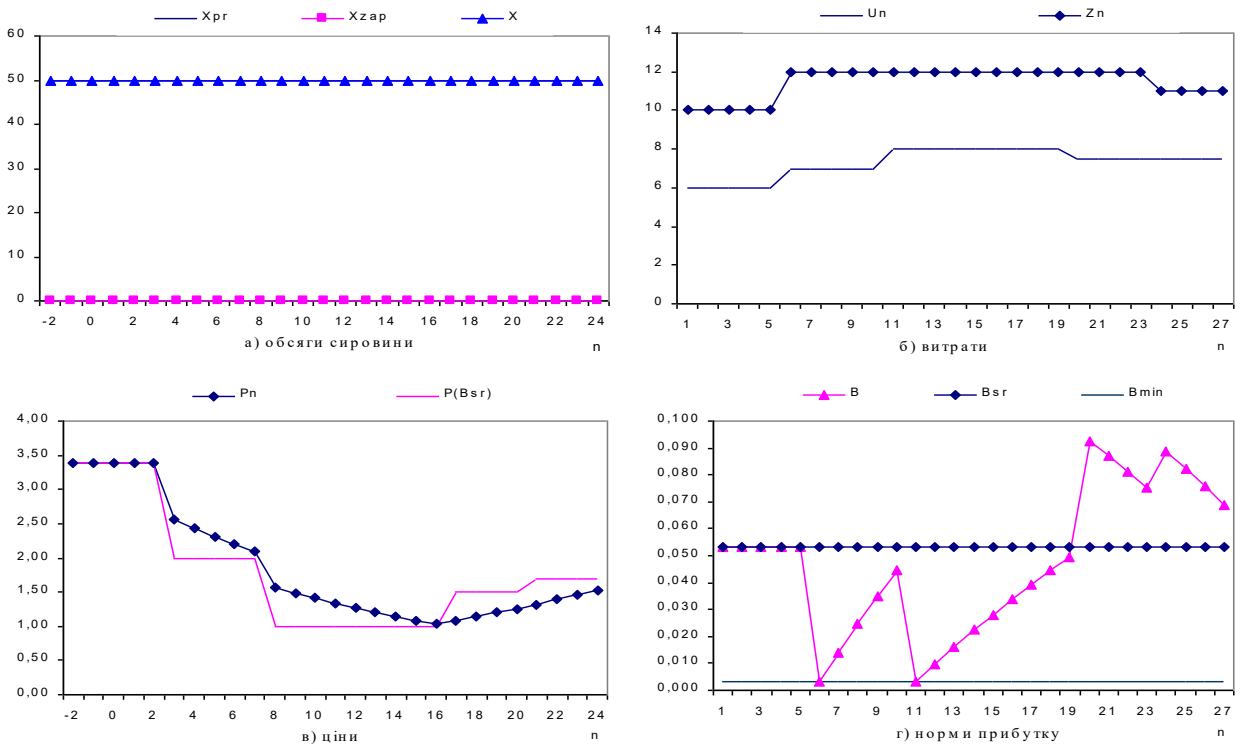 Xpr Xzap X
60
50
40
30
20
10
0
-2 0 2 4 6 8 10 12 14 16 18 20 22 24
а) обсяги сировини n
Un Zn
14
12
10
8
6
4
2
0
1 3 5 7 9 11 13 15 17 19 21 23 25 27
б) витрати n
Pn P(Bsr)
4,00
3,50
3,00
2,50
2,00
1,50
1,00
0,50
0,00
-2 0 2 4 6 8 10 12 14 16 18 20 22 24
в) ціни n
B Bsr Bmin
0,100
0,090
0,080
0,070
0,060
0,050
0,040
0,030
0,020
0,010
0,000
1 3 5 7 9 11 13 15 17 19 21 23 25 27
г) норми прибутку n